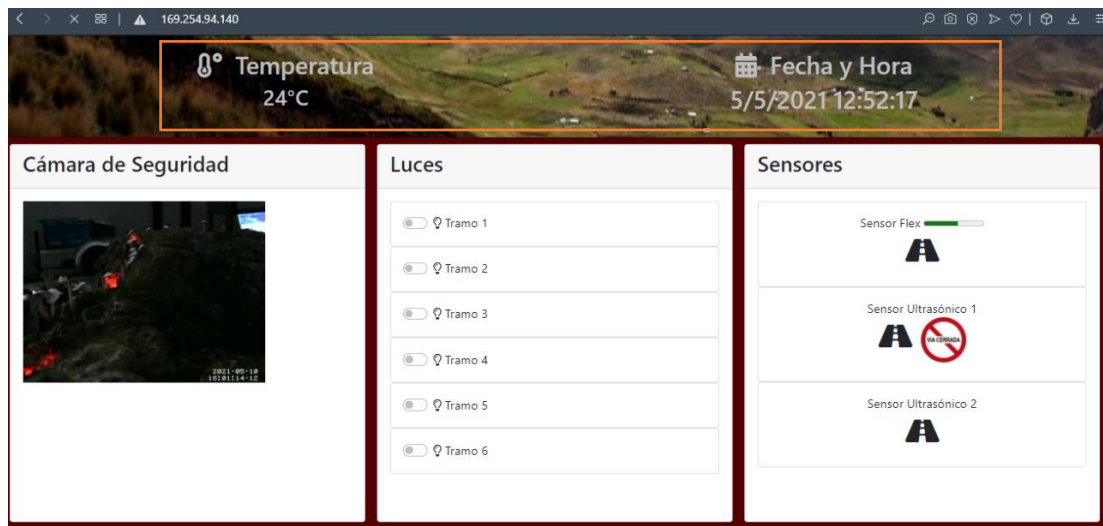 169.254.94.140
Temperatura
24°C
Fecha y Hora
5/5/2021 12:52:17
Cámara de Seguridad
2021-05-10
16:01:14-12
Luces
Tramo 1
Tramo 2
Tramo 3
Tramo 4
Tramo 5
Tramo 6
Sensores
Sensor Flex
Sensor Ultrasónico 1
VIA CERRADA
Sensor Ultrasónico 2